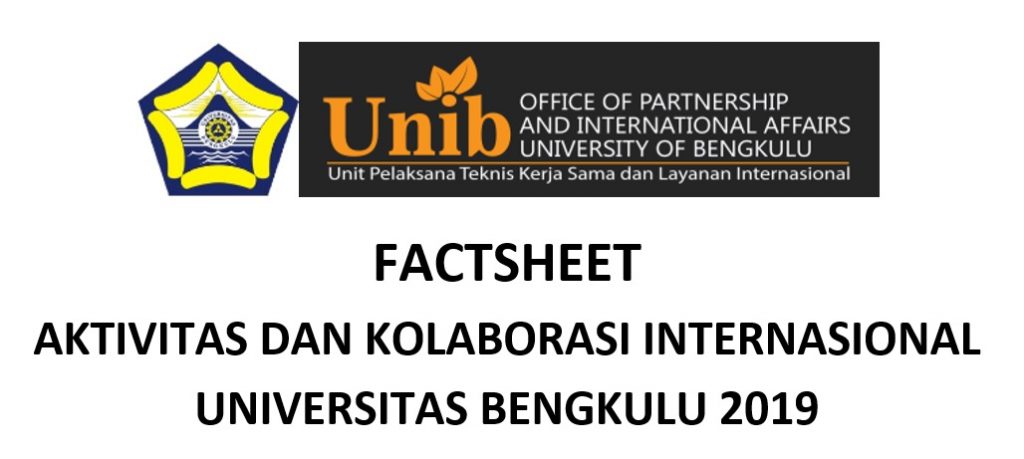 Unib
OFFICE OF PARTNERSHIP
AND INTERNATIONAL AFFAIRS
UNIVERSITY OF BENGKULU
Unit Pelaksana Teknis Kerja Sama dan Layanan Internasional
FACTSHEET
AKTIVITAS DAN KOLABORASI INTERNASIONAL
UNIVERSITAS BENGKULU 2019